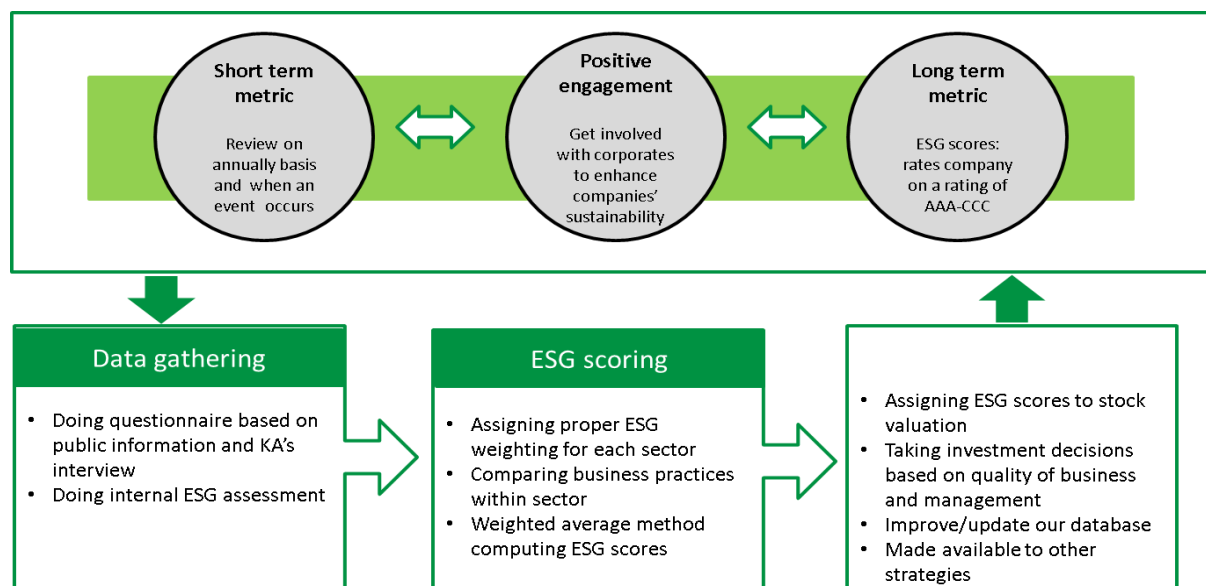 Short term
metric
Review on
annually basis
and when an
event occurs
Positive
engagement
Get involved
with corporates
to enhance
companies'
sustainability
Long term
metric
ESG scores:
rates company
on a rating of
AAA-CCC
Data gathering
• Doing questionnaire based on
public information and KA's
interview
• Doing internal ESG assessment
ESG scoring
• Assigning proper ESG
weighting for each sector
• Comparing business practices
within sector
• Weighted average method
computing ESG scores
• Assigning ESG scores to stock
valuation
• Taking investment decisions
based on quality of business
and management
• Improve/update our database
• Made available to other
strategies